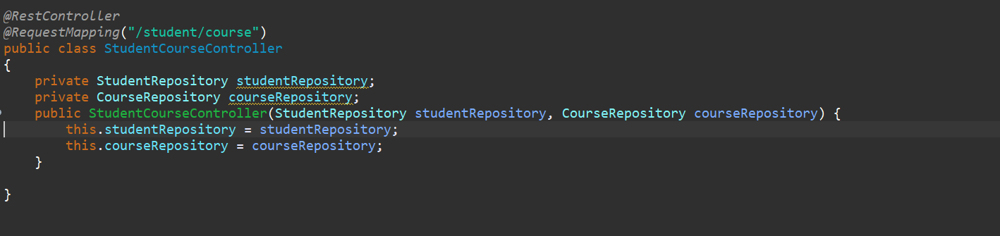 @RestController
@RequestMapping("/student/course")
public class StudentCourseController
{
    private StudentRepository studentRepository;
    private CourseRepository courseRepository;
    public StudentCourseController(StudentRepository studentRepository, CourseRepository courseRepository) {
        this.studentRepository = studentRepository;
        this.courseRepository = courseRepository;
    }
}